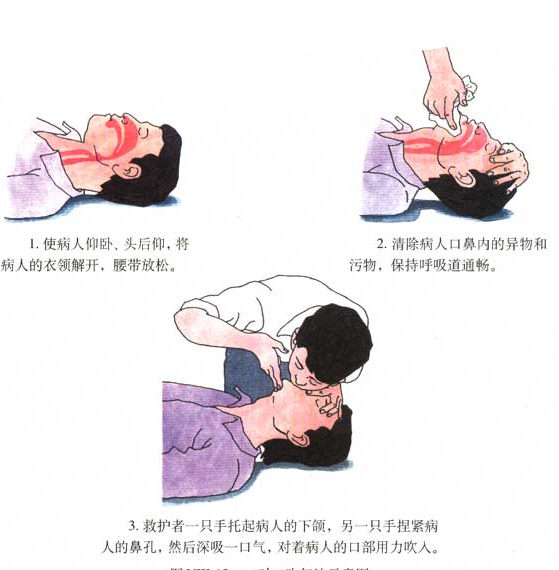 1. 使病人仰卧、头后仰，将
病人的衣领解开，腰带放松。
2. 清除病人口鼻内的异物和
污物，保持呼吸道通畅。
3. 救护者一只手托起病人的下颌，另一只手捏紧病
人的鼻孔，然后深吸一口气，对着病人的口部用力吹入。